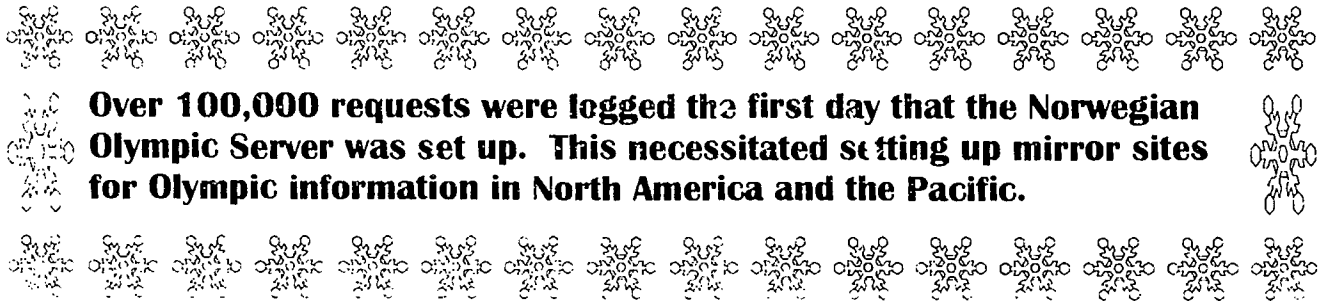 Over 100,000 requests were logged the first day that the Norwegian
Olympic Server was set up. This necessitated setting up mirror sites
for Olympic information in North America and the Pacific.